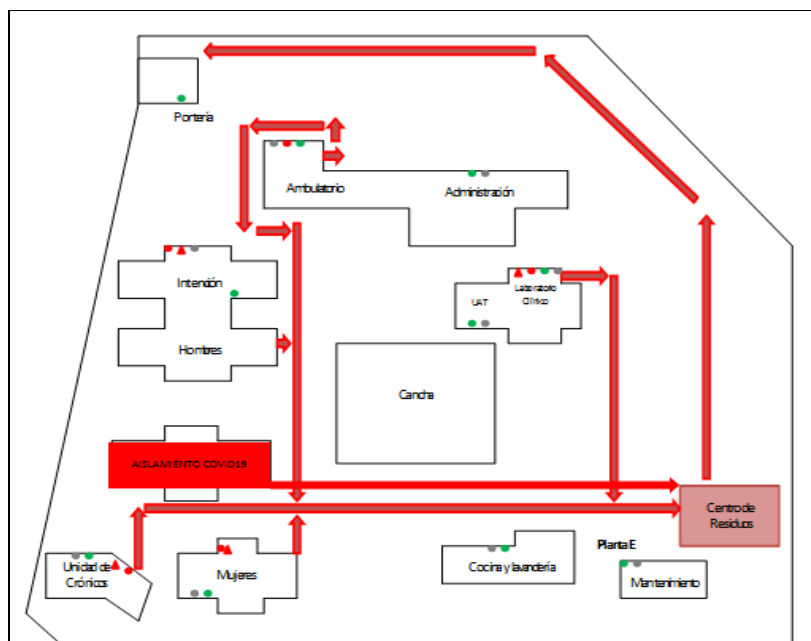 Portería
Ambulatorio
Administración
Intención
Laboratorio
Clínico
UAT
Hombres
Cancha
AISLAMIENTO COVID19
Centro de
Residuos
Planta E
Unidad de
Crónicos
Mujeres
Cocina y lavandería
Mantenimiento